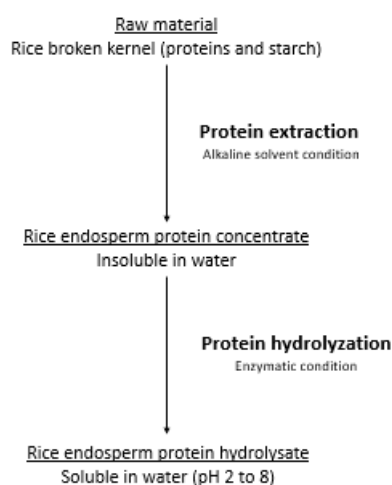 Raw material
Rice broken kernel (proteins and starch)
Protein extraction
Alkaline solvent condition
Rice endosperm protein concentrate
Insoluble in water
Protein hydrolyzation
Enzymatic condition
Rice endosperm protein hydrolysate
Soluble in water (pH 2 to 8)